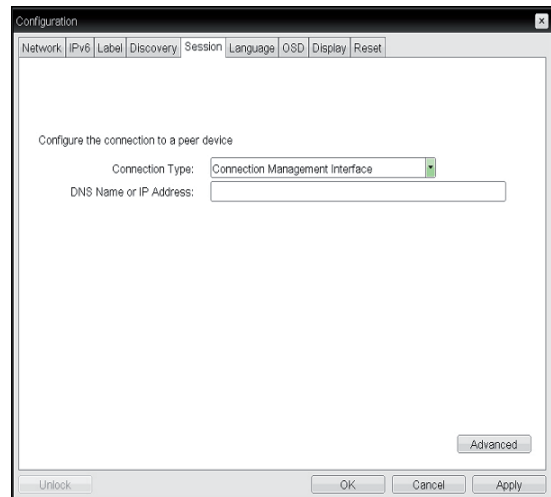 Configuration
Network IPv6 Label Discovery Session Language OSD Display Reset
Configure the connection to a peer device
Connection Type: Connection Management Interface
DNS Name or IP Address:
Advanced
Unlock OK Cancel Apply